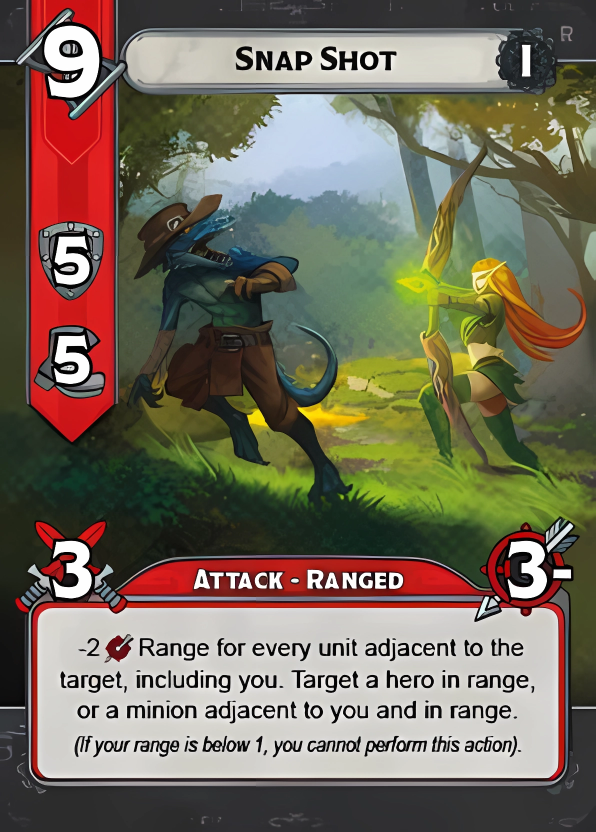 9
SNAP SHOT
I
R
5
5
3
ATTACK - RANGED
3-
-2 Range for every unit adjacent to the
target, including you. Target a hero in range,
or a minion adjacent to you and in range.
(If your range is below 1, you cannot perform this action).